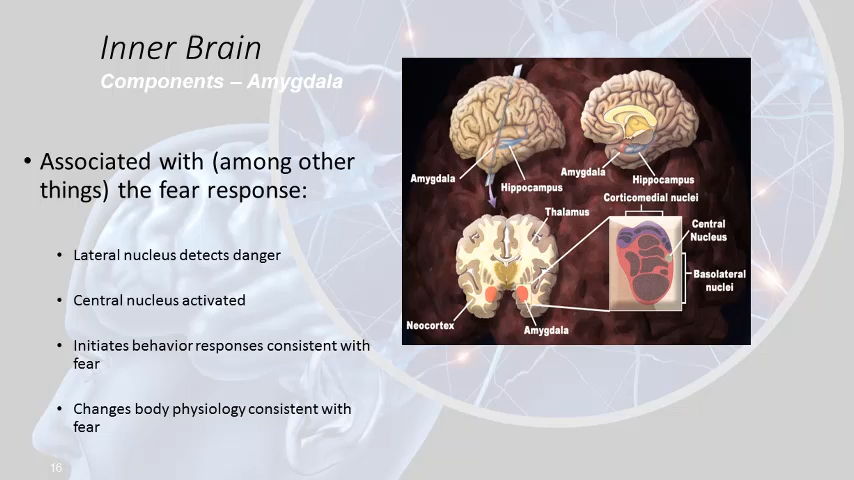 Inner Brain
Components – Amygdala
• Associated with (among other
things) the fear response:
• Lateral nucleus detects danger
• Central nucleus activated
• Initiates behavior responses consistent with
fear
• Changes body physiology consistent with
fear
16
Amygdala
Hippocampus
Amygdala
Hippocampus
Corticomedial nuclei
Thalamus
Central
Nucleus
Basolateral
nuclei
Neocortex
Amygdala